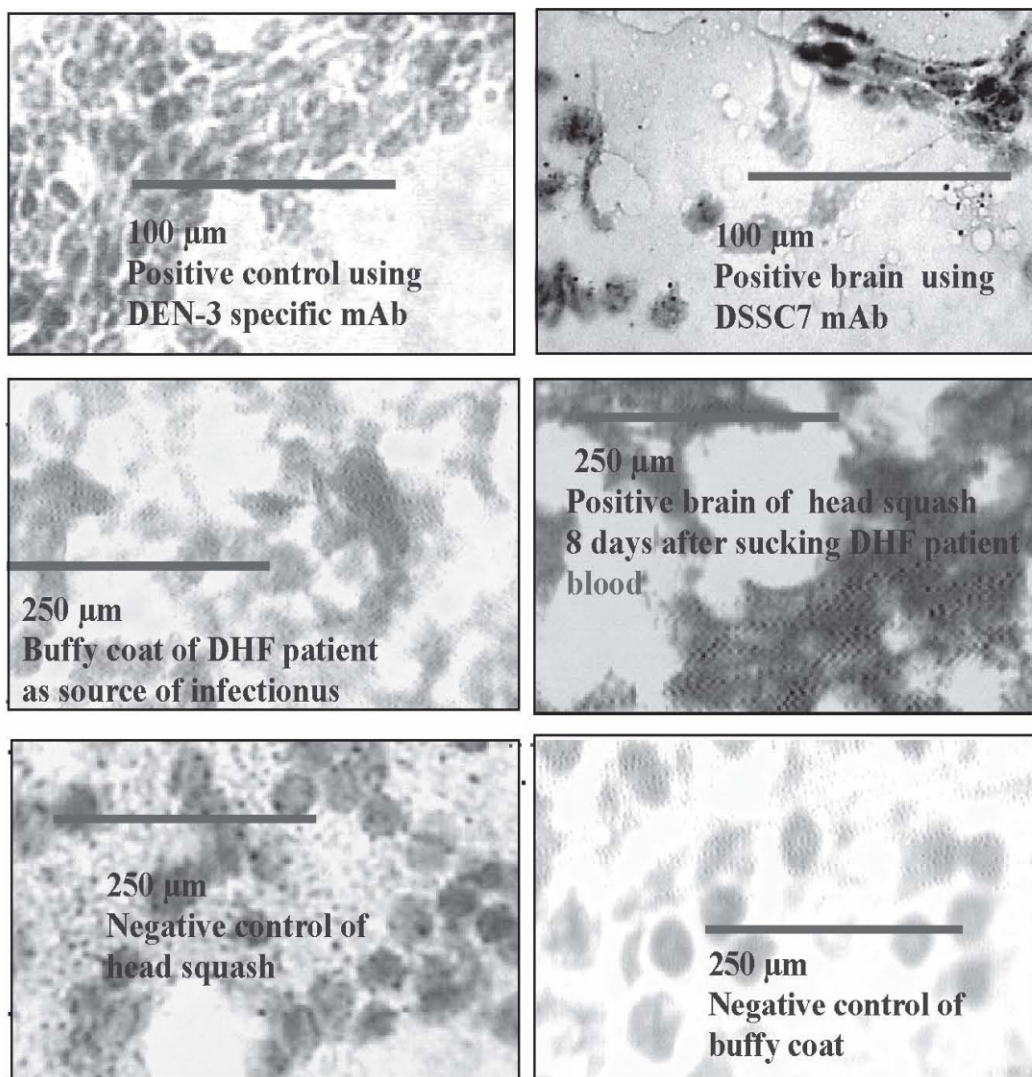 100 µm
Positive control using
DEN-3 specific mAb
100 µm
Positive brain using
DSSC7 mAb
250 µm
Buffy coat of DHF patient
as source of infectionus
250 µm
Positive brain of head squash
8 days after sucking DHF patient
blood
250 µm
Negative control of
head squash
250 µm
Negative control of
buffy coat